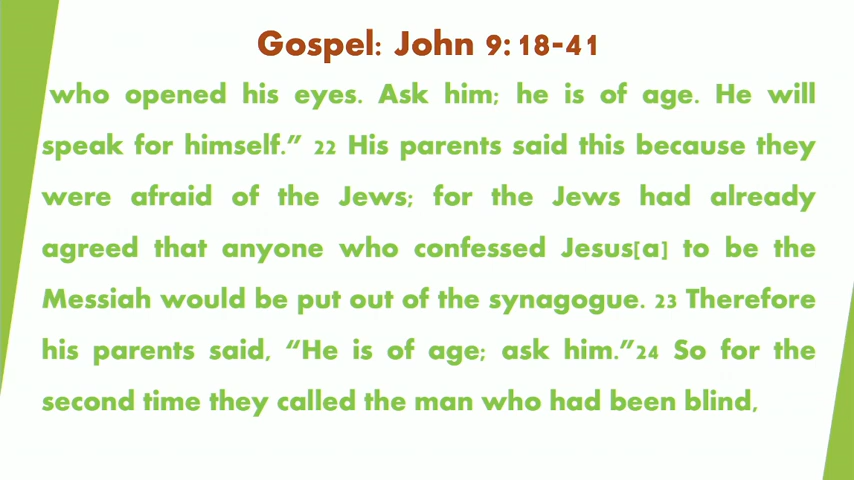 Gospel: John 9:18-41
who opened his eyes. Ask him; he is of age. He will
speak for himself.” 22 His parents said this because they
were afraid of the Jews; for the Jews had already
agreed that anyone who confessed Jesus[a] to be the
Messiah would be put out of the synagogue. 23 Therefore
his parents said, “He is of age; ask him.”24 So for the
second time they called the man who had been blind,